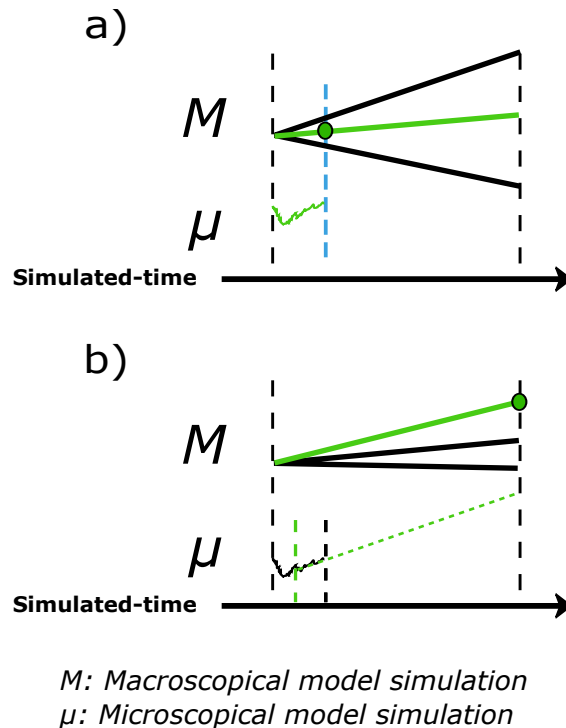 a)
M
μ
Simulated-time
b)
M
μ
Simulated-time
M: Macroscopical model simulation
μ: Microscopical model simulation